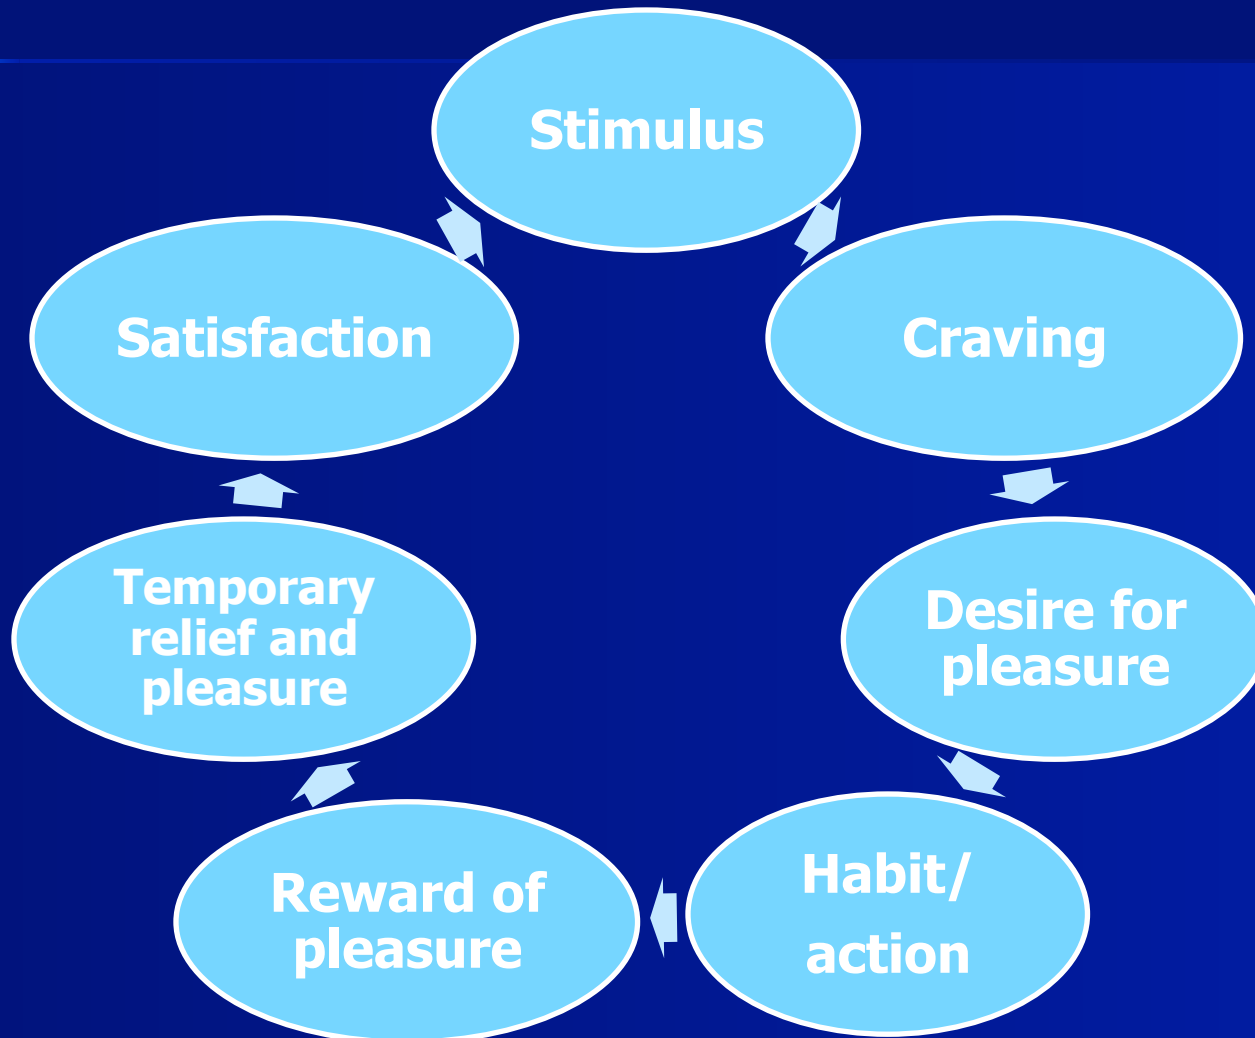 Stimulus
Craving
Desire for
pleasure
Habit/
action
Reward of
pleasure
Temporary
relief and
pleasure
Satisfaction